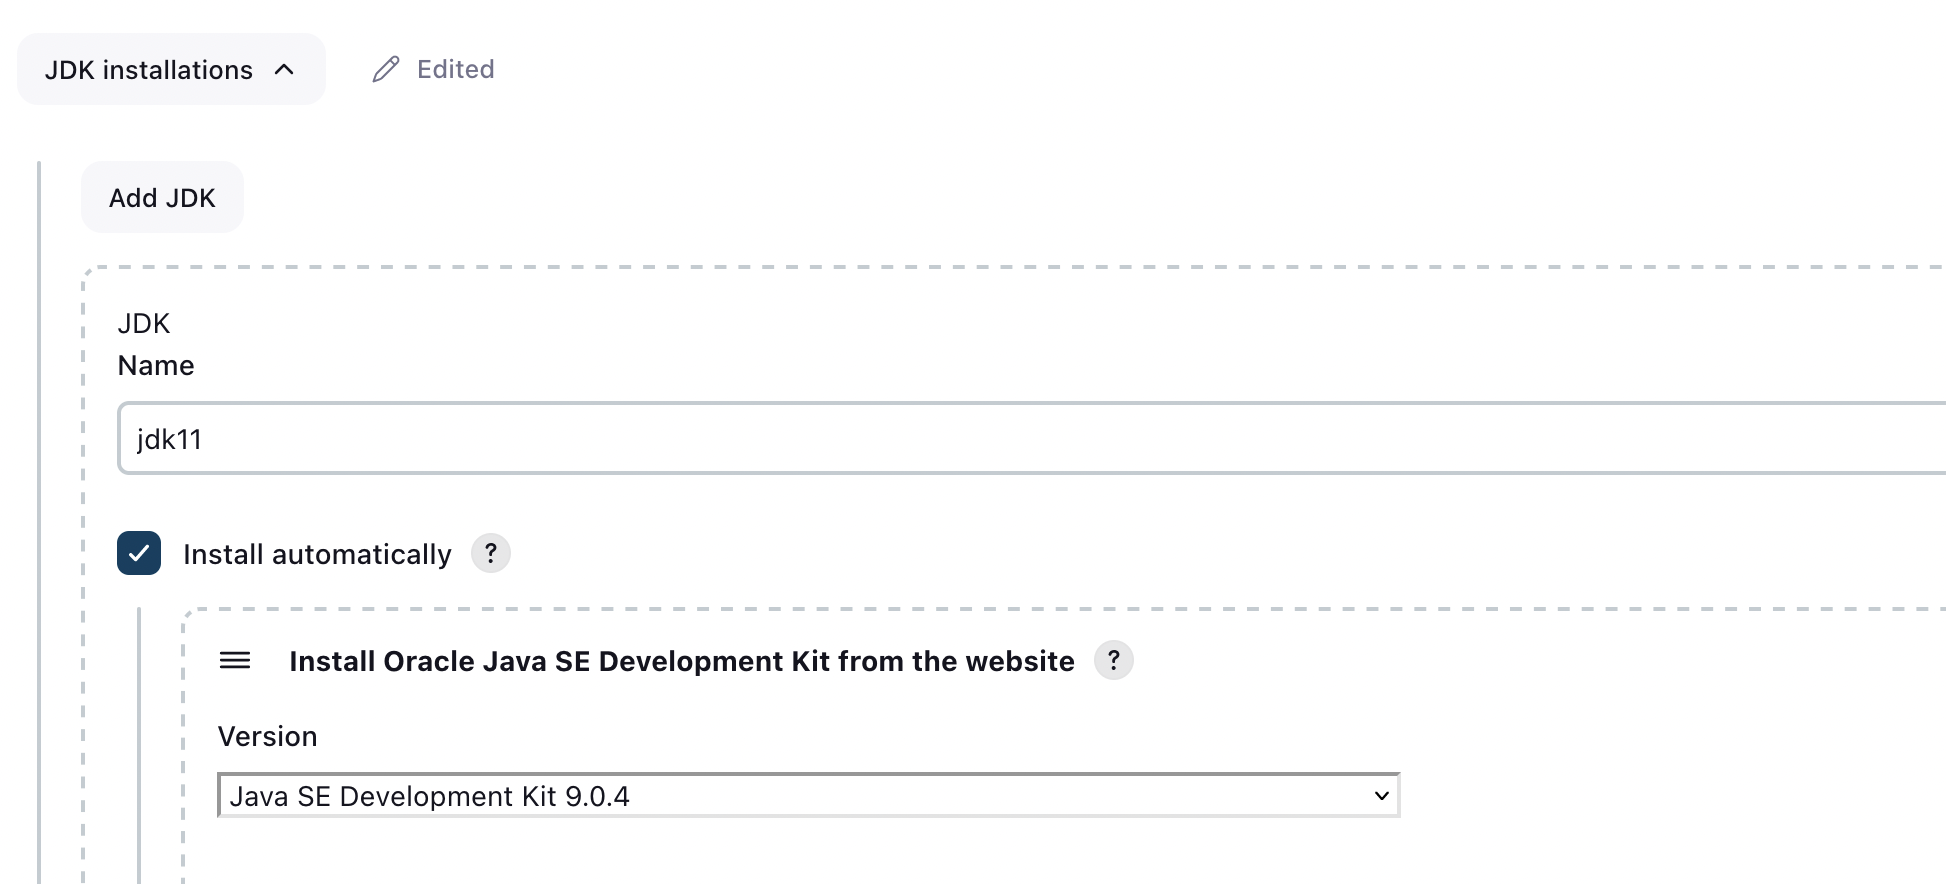 JDK installations
Edited
Add JDK
JDK
Name
jdk11
Install automatically ?
Install Oracle Java SE Development Kit from the website ?
Version
Java SE Development Kit 9.0.4